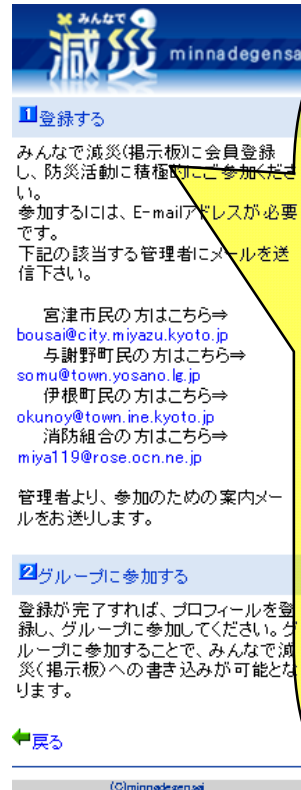 みんなで
減災 minnadegensa
1登録する
みんなで減災(掲示板)に会員登録
し、防災活動に積極的にご参加くださ
い。
参加するには、E-mailアドレスが必要
です。
下記の該当する管理者にメールを送
信下さい。
宮津市民の方はこちら⇒
bousai@city.miyazu.kyoto.jp
与謝野町民の方はこちら⇒
somu@town.yosano.lg.jp
伊根町民の方はこちら⇒
okunoy@town.ine.kyoto.jp
消防組合の方はこちら⇒
miya119@rose.ocn.ne.jp
管理者より、参加のための案内メー
ルをお送りします。
2グループに参加する
登録が完了すれば、プロフィールを登
録し、グループに参加してください。グ
ループに参加することで、みんなで減
災(掲示板)への書き込みが可能とな
ります。
戻る
(C)minnadegensai